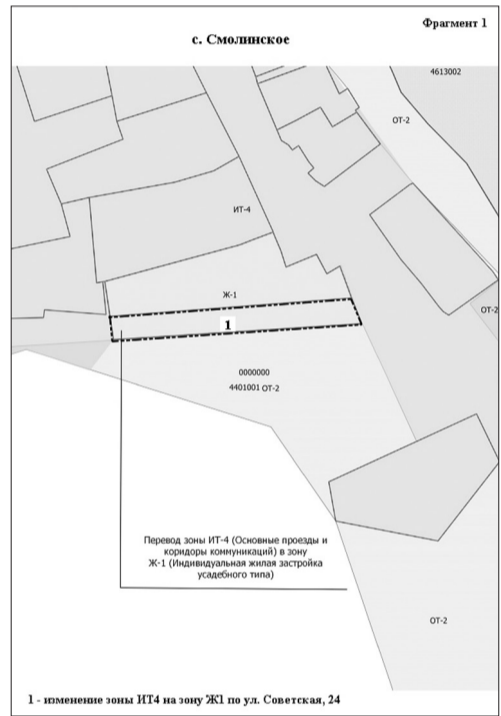 Фрагмент 1
с. Смолинское
4613002
ОТ-2
ИТ-4
Ж-1
ОТ-2
1
0000000
4401001 ОТ-2
Перевод зоны ИТ-4 (Основные проезды и
коридоры коммуникаций) в зону
Ж-1 (Индивидуальная жилая застройка
усадебного типа)
ОТ-2
1 - изменение зоны ИТ4 на зону Ж1 по ул. Советская, 24